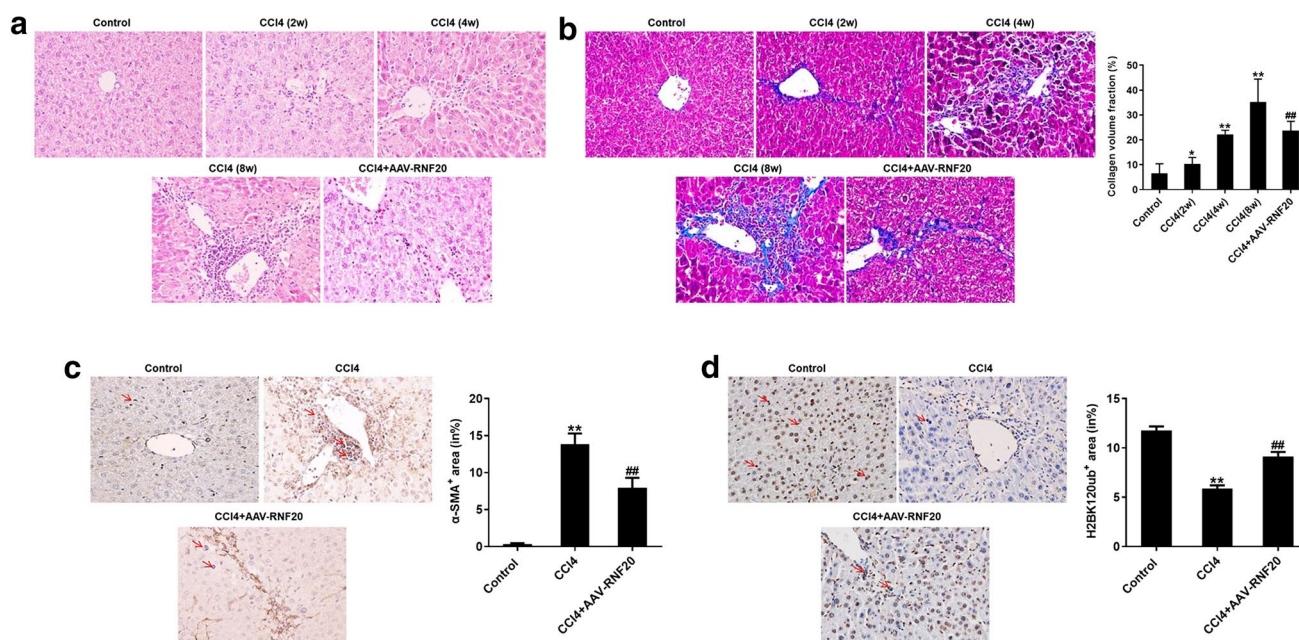 a
Control
CCl4 (2w)
CCl4 (4w)
CCl4 (8w)
CCl4+AAV-RNF20
b
Control
CCl4 (2w)
CCl4 (4w)
CCl4 (8w)
CCl4+AAV-RNF20
Collagen volume fraction (%)
50
40
30
20
10
0
*
**
**
##
Control
CCl4(2w)
CCl4(4w)
CCl4(8w)
CCl4+AAV-RNF20
c
Control
CCl4
CCl4+AAV-RNF20
α-SMA⁺ area (in%)
20
15
10
5
0
**
##
Control
CCl4
CCl4+AAV-RNF20
d
Control
CCl4
CCl4+AAV-RNF20
H2BK120ub⁺ area (in%)
15
10
5
0
**
##
Control
CCl4
CCl4+AAV-RNF20